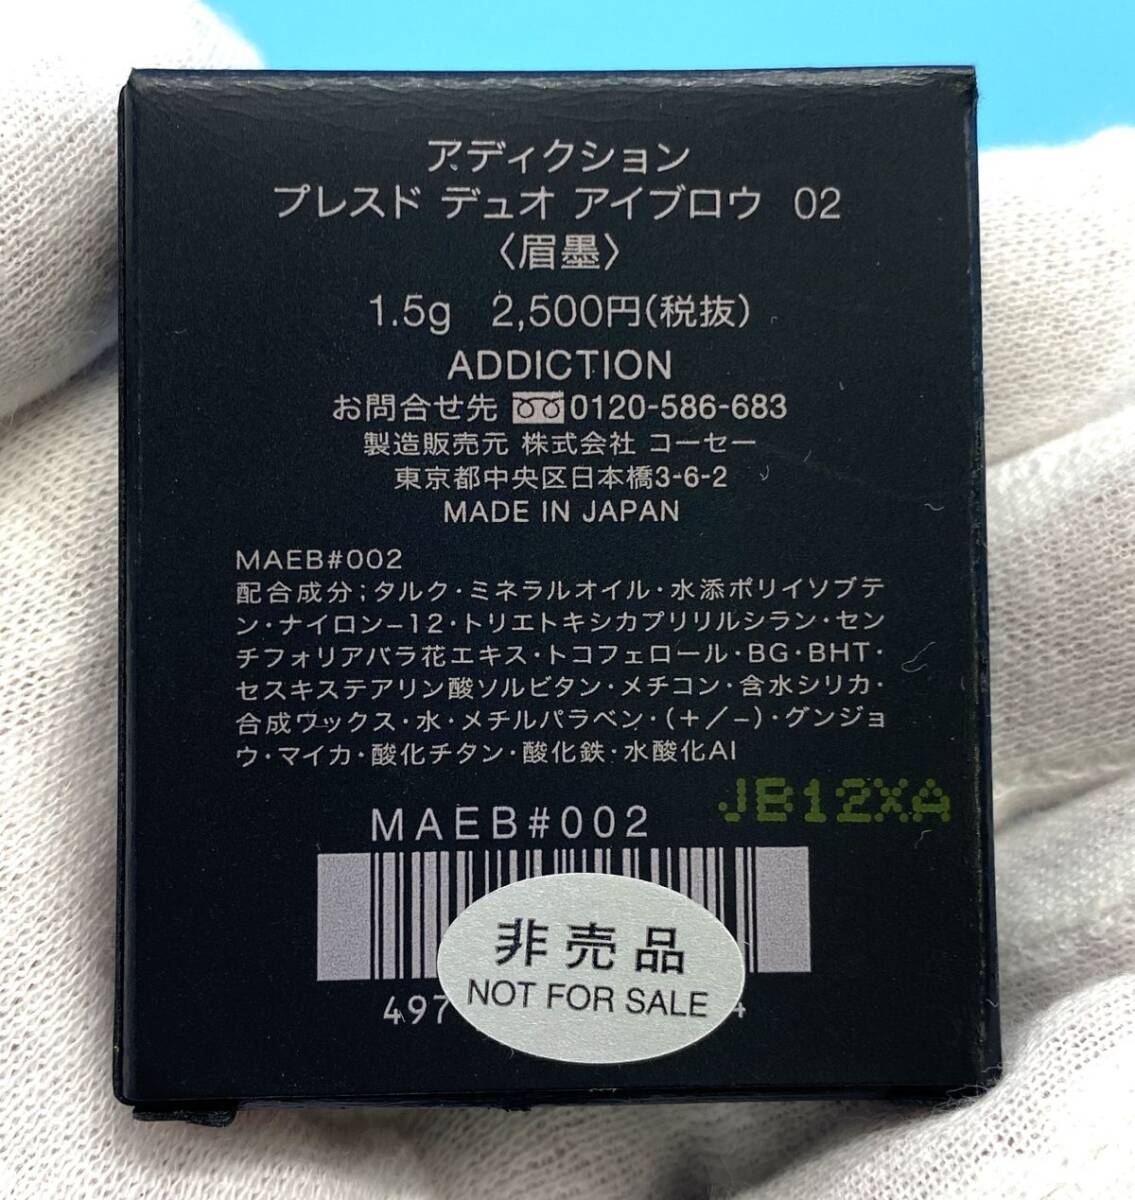 アディクション
プレスド デュオ アイブロウ 02
〈眉墨〉
1.5g 2,500円(税抜)
ADDICTION
お問合せ先 0120-586-683
製造販売元 株式会社 コーセー
東京都中央区日本橋3-6-2
MADE IN JAPAN
MAEB#002
配合成分;タルク・ミネラルオイル・水添ポリイソブテ
ン・ナイロン-12・トリエトキシカプリリルシラン・セン
チフォリアバラ花エキス・トコフェロール・BG・BHT・
セスキステアリン酸ソルビタン・メチコン・含水シリカ・
合成ワックス・水・メチルパラベン・(+/-)・グンジョ
ウ・マイカ・酸化チタン・酸化鉄・水酸化Al
JB12XA
MAEB#002
非売品
NOT FOR SALE